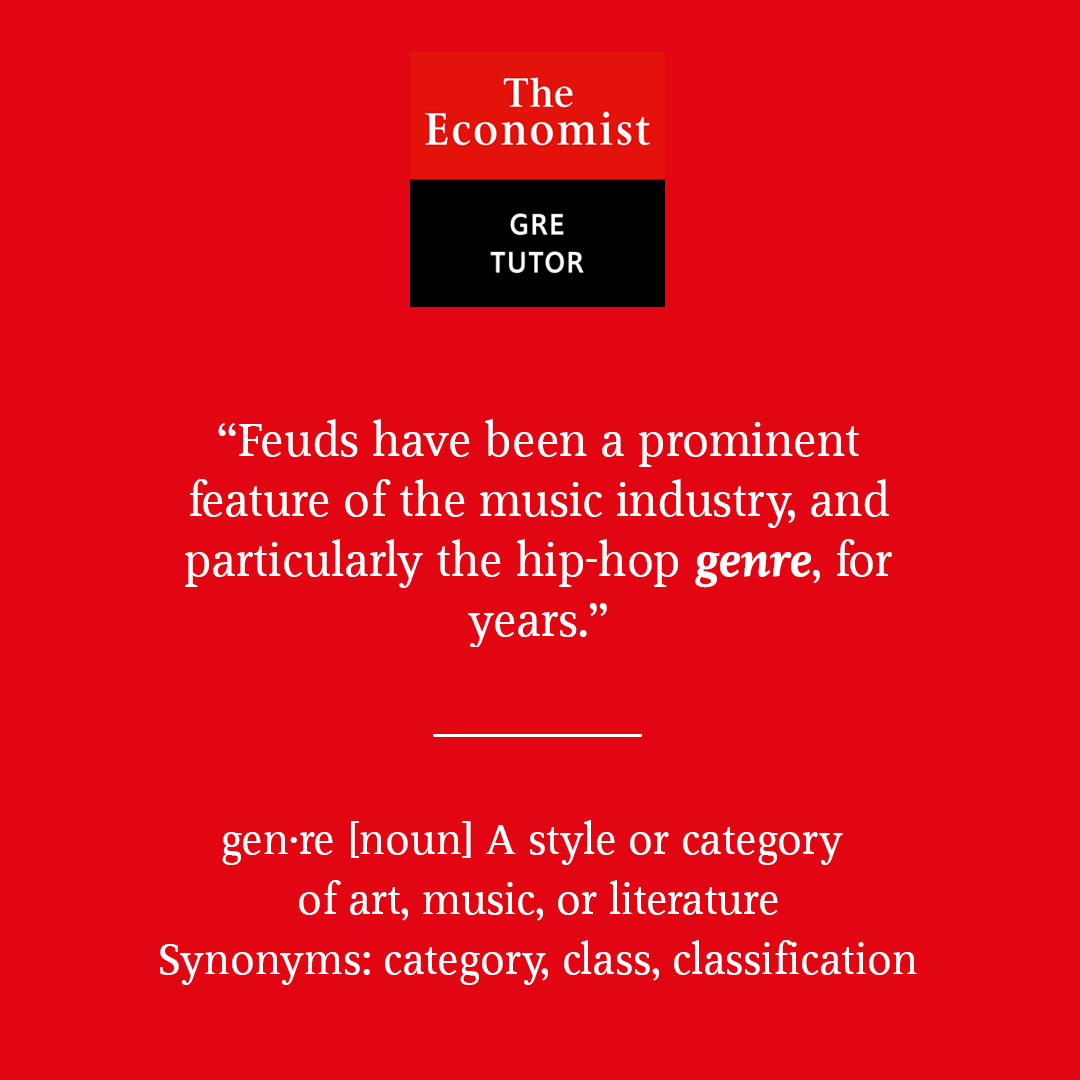 The
Economist
GRE
TUTOR
“Feuds have been a prominent
feature of the music industry, and
particularly the hip-hop genre, for
years.”
gen·re [noun] A style or category
of art, music, or literature
Synonyms: category, class, classification